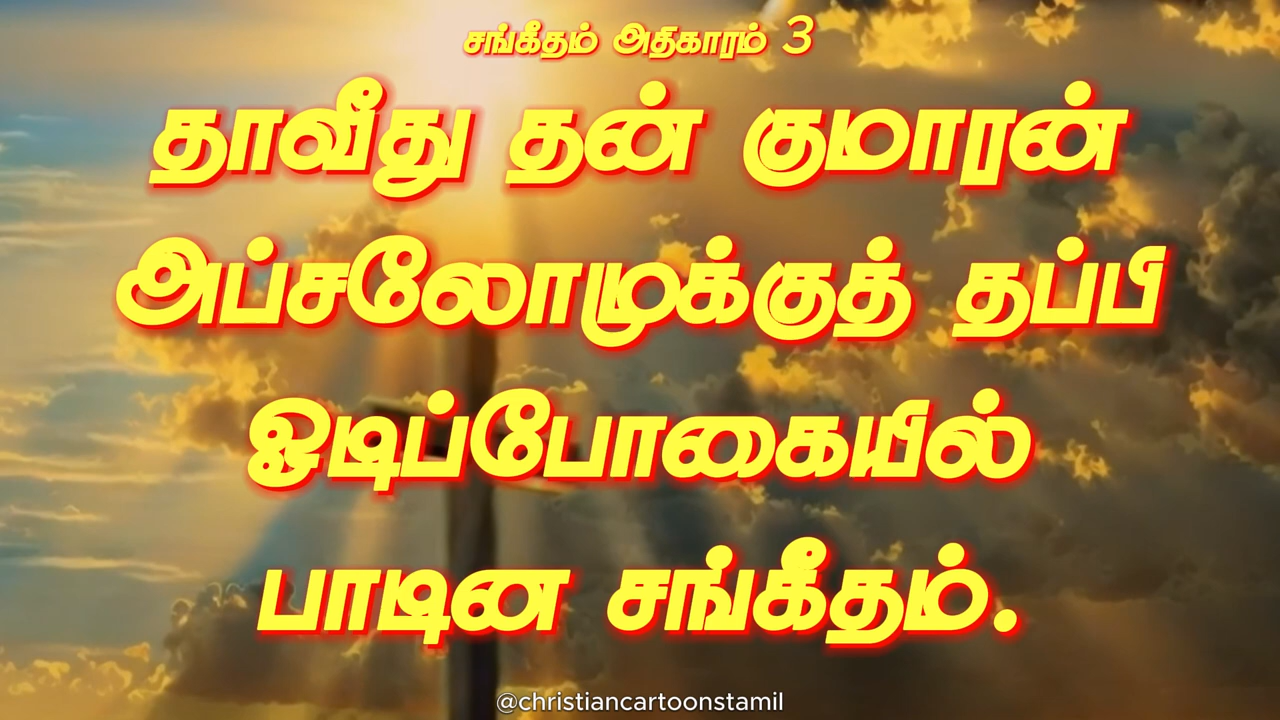 சங்கீதம் அதிகாரம் 3
தாவீது தன் குமாரன்
அப்சலோமுக்குத் தப்பி
ஓடிப்போகையில்
பாடின சங்கீதம்.
@christiancartoonstamil